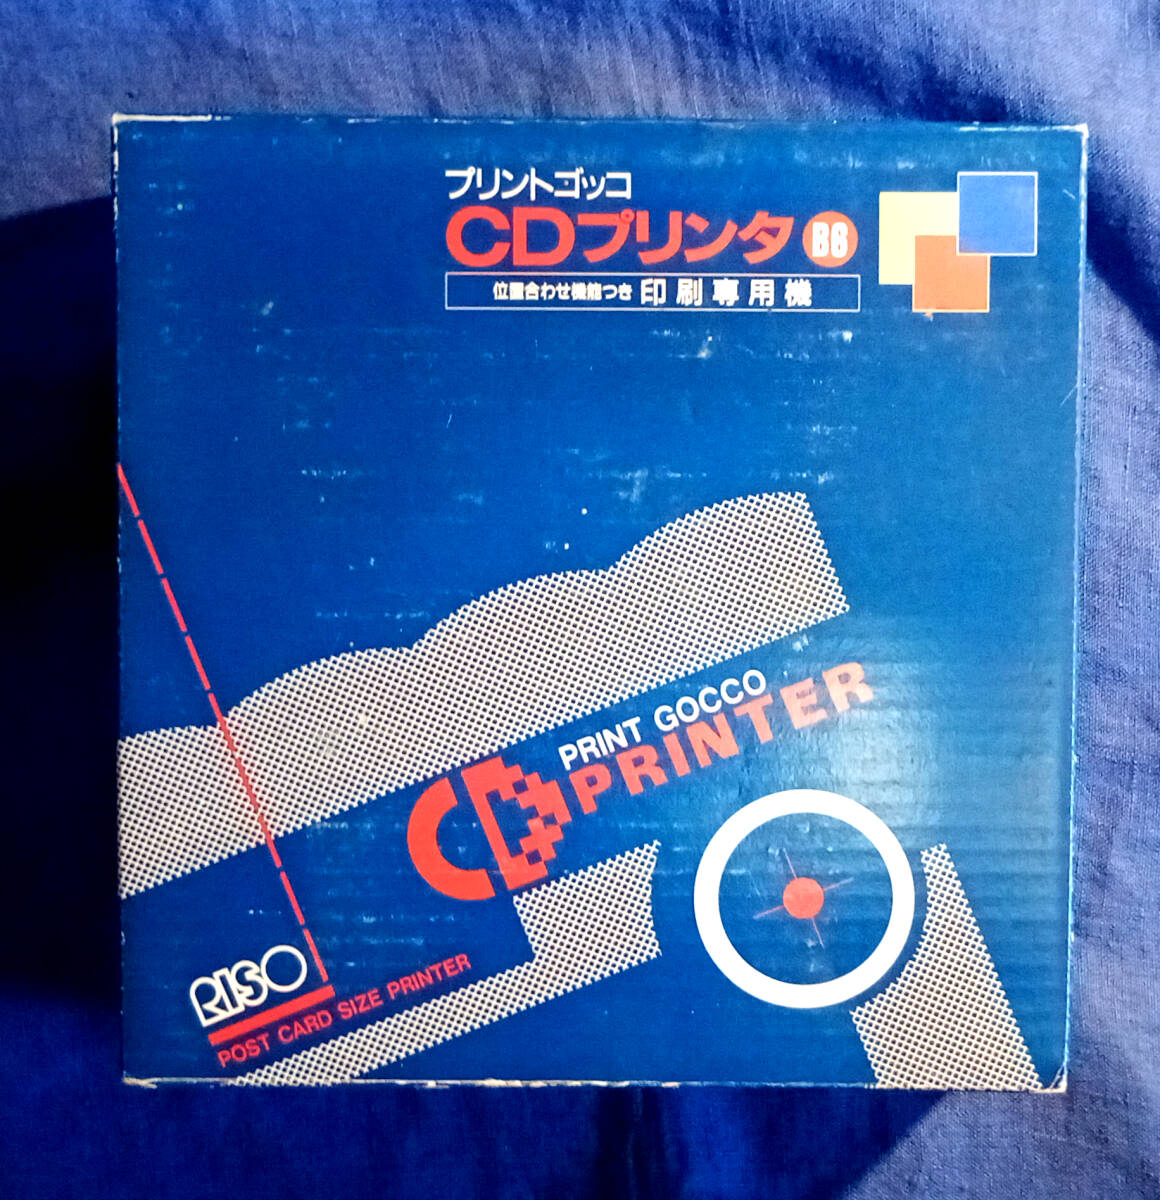 プリントゴッコ
CDプリンタ B6
位置合わせ機能つき 印刷専用機
PRINT GOCCO
CD PRINTER
RISO
POST CARD SIZE PRINTER